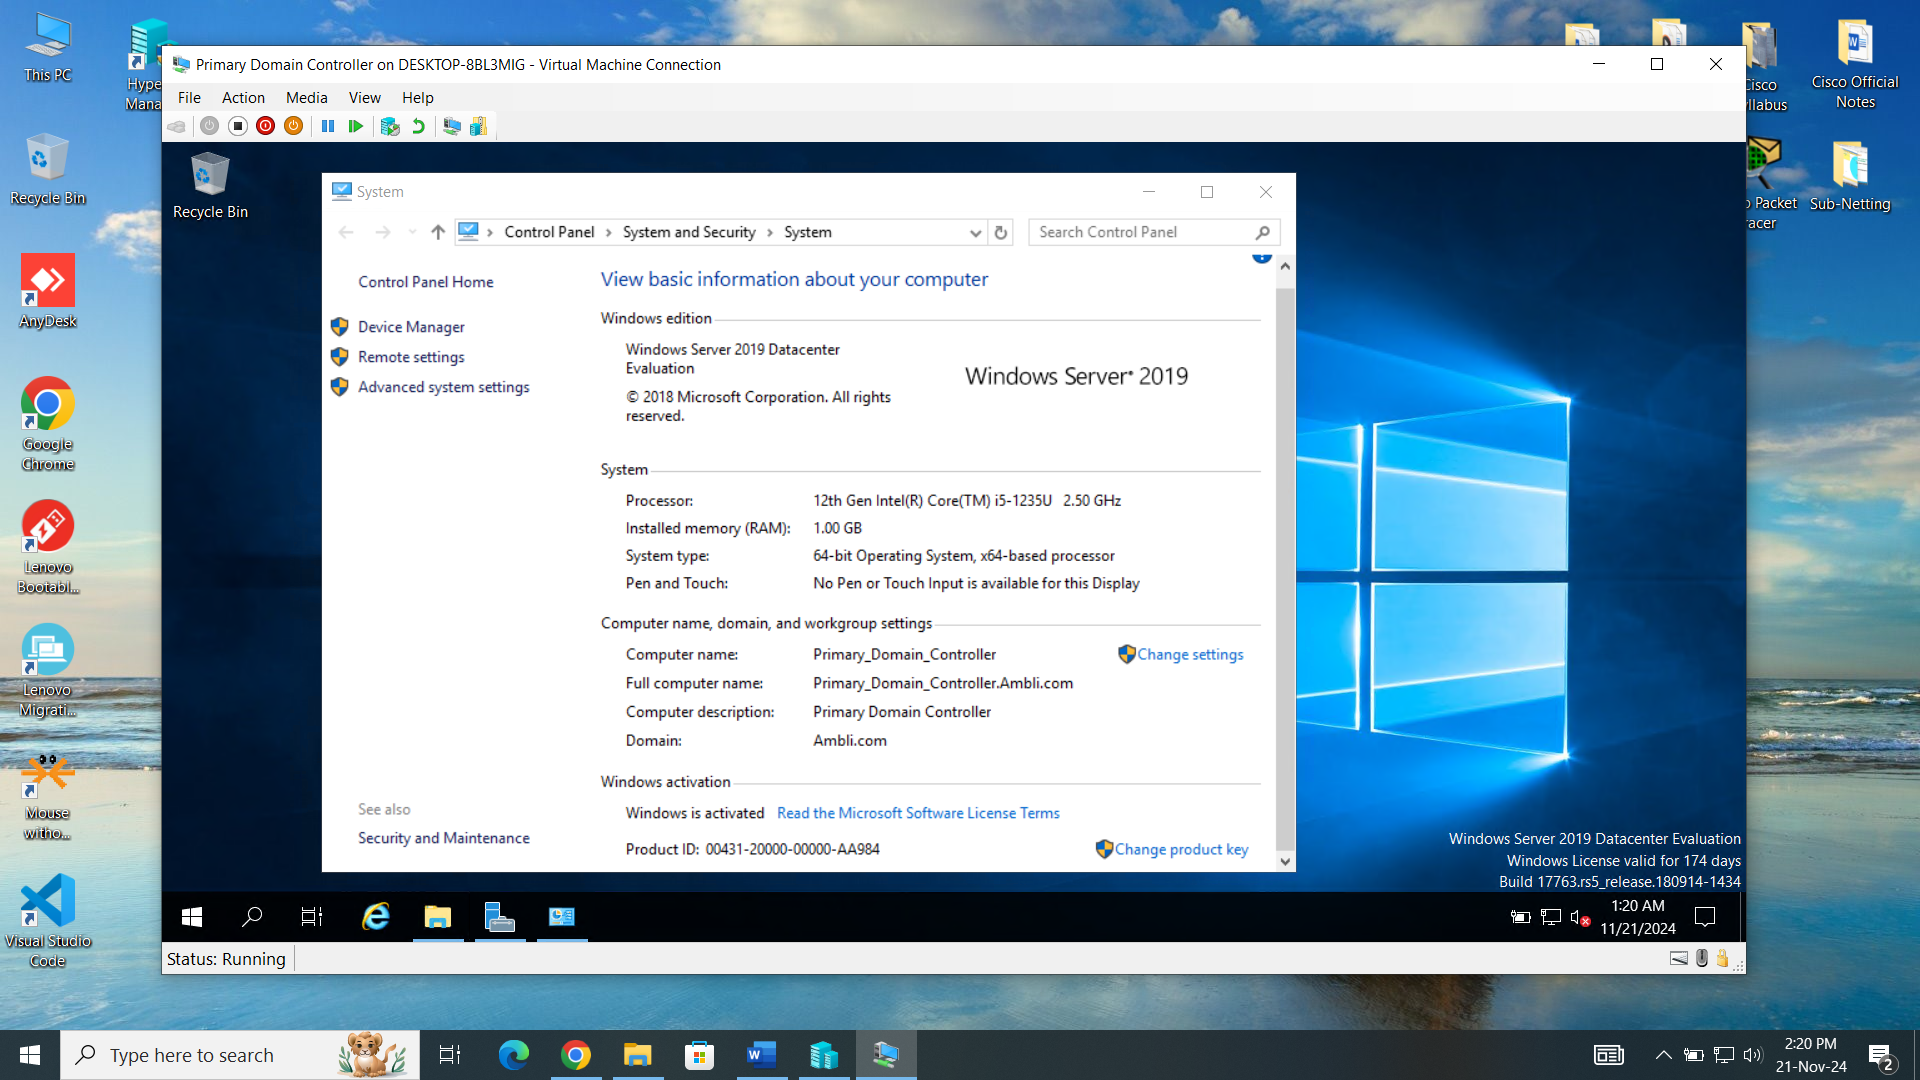 This PC
Hype
Mana
Recycle Bin
AnyDesk
Google
Chrome
Lenovo
Bootabl...
Lenovo
Migrati...
Mouse
witho...
Visual Studio
Code
Cisco
yllabus
Cisco Official
Notes
o Packet
racer
Sub-Netting
Primary Domain Controller on DESKTOP-8BL3MIG - Virtual Machine Connection
File Action Media View Help
Recycle Bin
System
Control Panel › System and Security › System
Search Control Panel
Control Panel Home
Device Manager
Remote settings
Advanced system settings
See also
Security and Maintenance
View basic information about your computer
Windows edition
Windows Server 2019 Datacenter
Evaluation
© 2018 Microsoft Corporation. All rights
reserved.
Windows Server® 2019
System
Processor: 12th Gen Intel(R) Core(TM) i5-1235U 2.50 GHz
Installed memory (RAM): 1.00 GB
System type: 64-bit Operating System, x64-based processor
Pen and Touch: No Pen or Touch Input is available for this Display
Computer name, domain, and workgroup settings
Computer name: Primary_Domain_Controller Change settings
Full computer name: Primary_Domain_Controller.Ambli.com
Computer description: Primary Domain Controller
Domain: Ambli.com
Windows activation
Windows is activated Read the Microsoft Software License Terms
Product ID: 00431-20000-00000-AA984 Change product key
Windows Server 2019 Datacenter Evaluation
Windows License valid for 174 days
Build 17763.rs5_release.180914-1434
1:20 AM
11/21/2024
Status: Running
Type here to search
2:20 PM
21-Nov-24
2